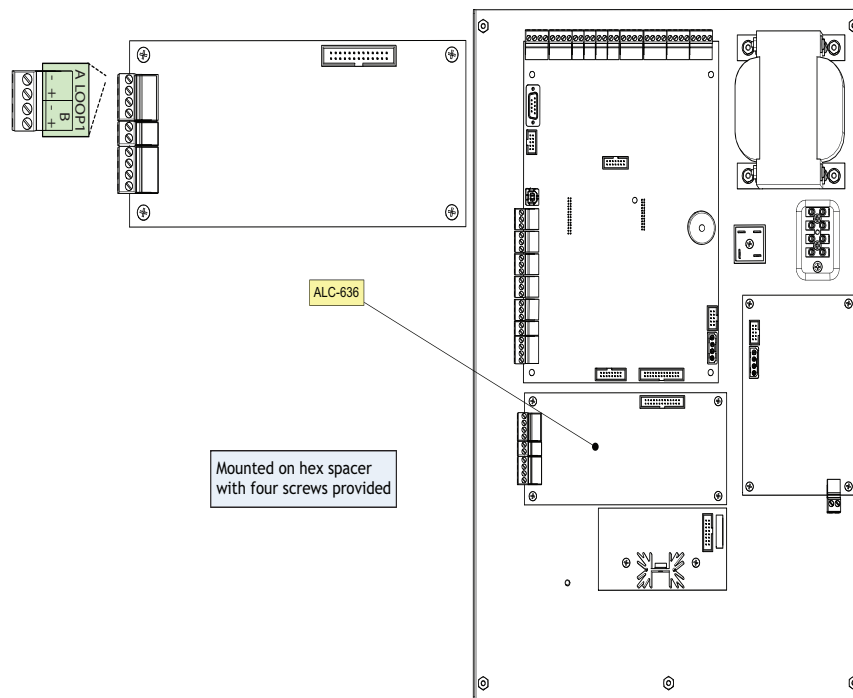 A LOOP1
B
- + - +
ALC-636
Mounted on hex spacer
with four screws provided